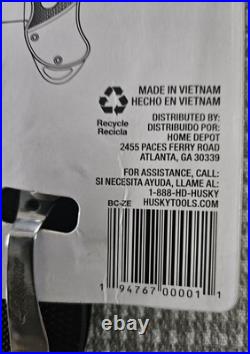 MADE IN VIETNAM
HECHO EN VIETNAM
Recycle
Recicla
DISTRIBUTED BY:
DISTRIBUIDO POR:
HOME DEPOT
2455 PACES FERRY ROAD
ATLANTA, GA 30339
FOR ASSISTANCE, CALL:
SI NECESITA AYUDA, LLAME AL:
1-888-HD-HUSKY
HUSKYTOOLS.COM
BC-ZE
1 94767 00001 1